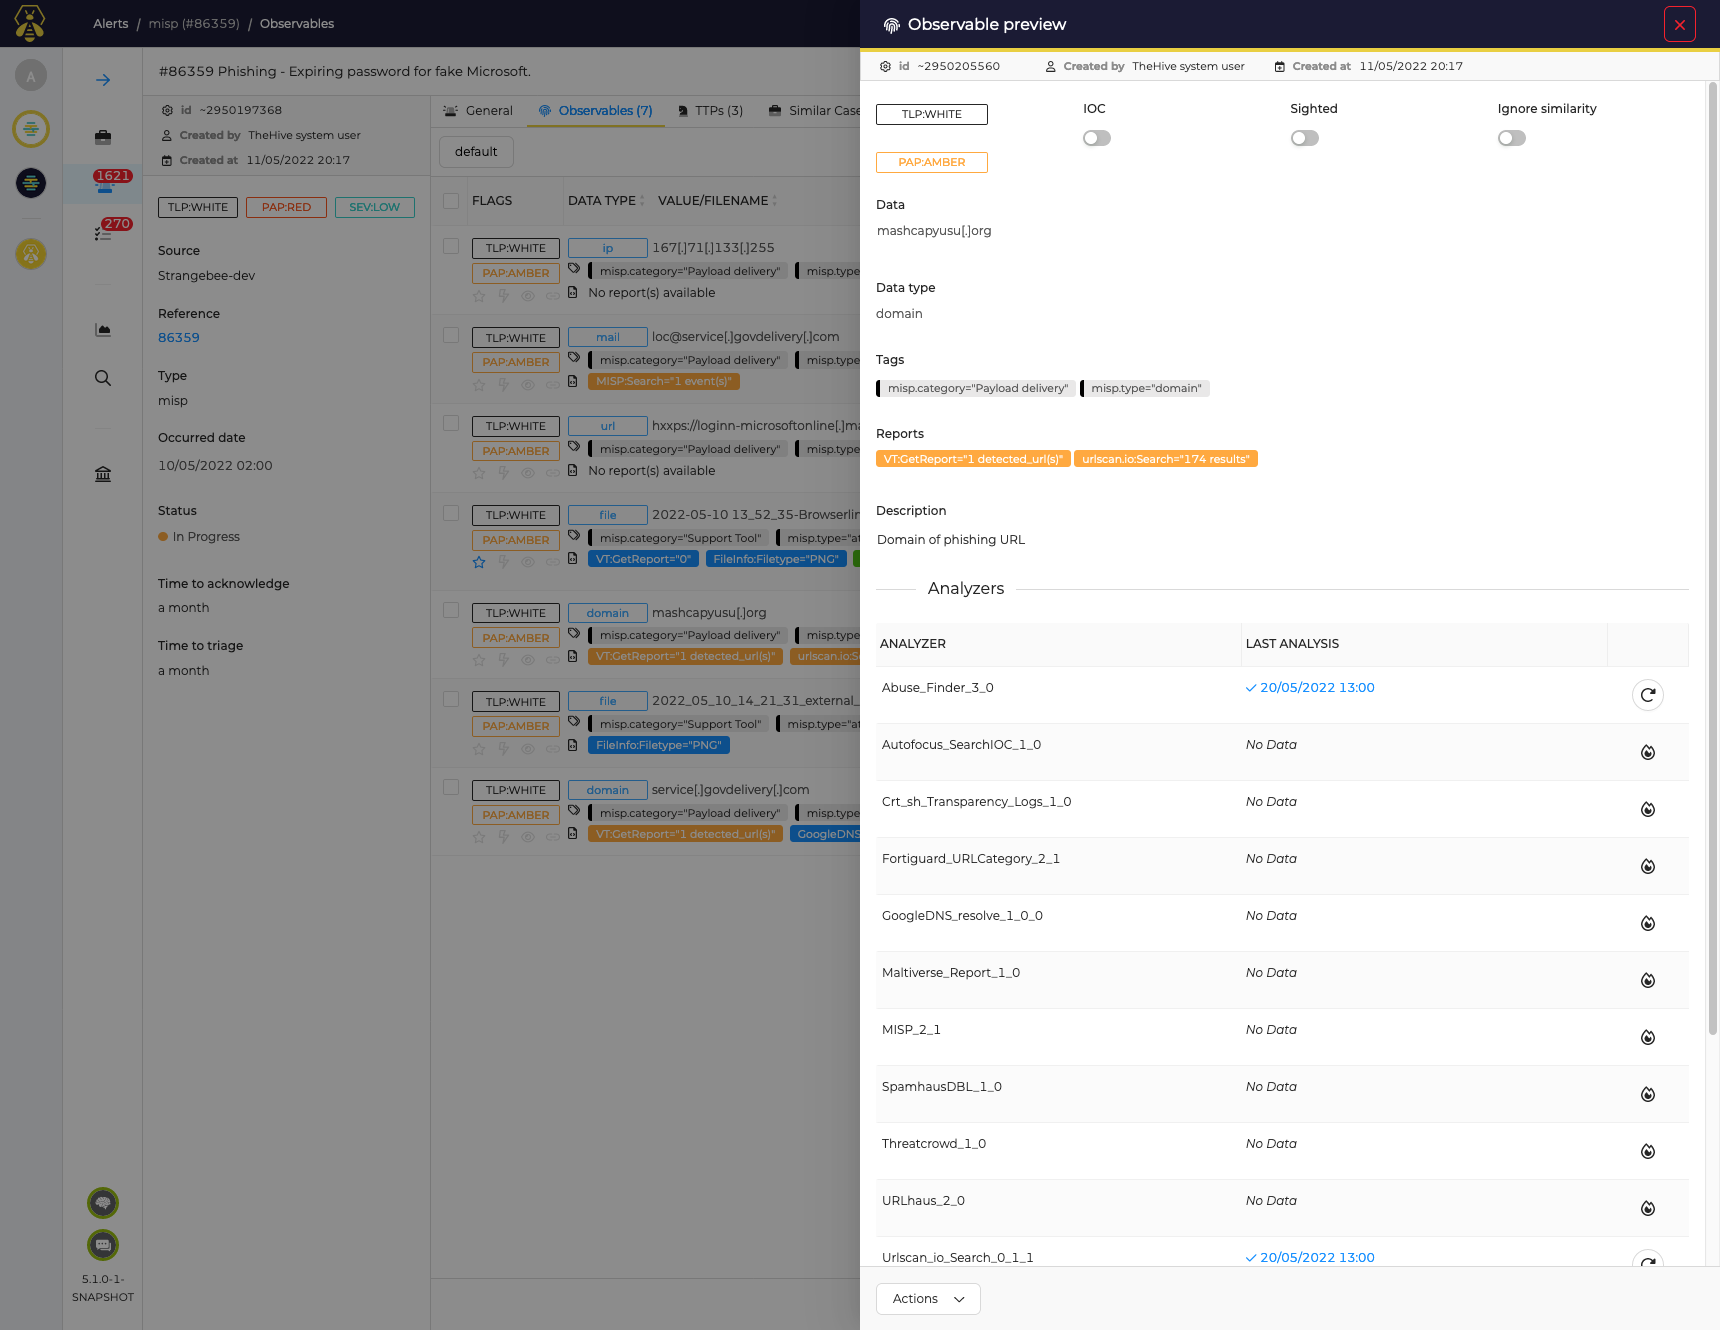 Alerts / misp (#86359) / Observables
A
1621
270
5.1.0-1-
SNAPSHOT
#86359 Phishing - Expiring password for fake Microsoft.
id ~2950197368
Created by TheHive system user
Created at 11/05/2022 20:17
TLP:WHITE PAP:RED SEV:LOW
Source
Strangebee-dev
Reference
86359
Type
misp
Occurred date
10/05/2022 02:00
Status
In Progress
Time to acknowledge
a month
Time to triage
a month
General Observables (7) TTPs (3) Similar Case
default
FLAGS DATA TYPE VALUE/FILENAME
TLP:WHITE ip 167[.]71[.]133[.]255
PAP:AMBER misp.category="Payload delivery" misp.type
No report(s) available
TLP:WHITE mail loc@service[.]govdelivery[.]com
PAP:AMBER misp.category="Payload delivery" misp.type
MISP:Search="1 event(s)"
TLP:WHITE url hxxps://loginn-microsoftonline[.]ma
PAP:AMBER misp.category="Payload delivery" misp.type
No report(s) available
TLP:WHITE file 2022-05-10 13_52_35-Browserlin
PAP:AMBER misp.category="Support Tool" misp.type="at
VT:GetReport="0" FileInfo:Filetype="PNG"
TLP:WHITE domain mashcapyusu[.]org
PAP:AMBER misp.category="Payload delivery" misp.type
VT:GetReport="1 detected_url(s)" urlscan.io:S
TLP:WHITE file 2022_05_10_14_21_31_external_
PAP:AMBER misp.category="Support Tool" misp.type="at
FileInfo:Filetype="PNG"
TLP:WHITE domain service[.]govdelivery[.]com
PAP:AMBER misp.category="Payload delivery" misp.type
VT:GetReport="1 detected_url(s)" GoogleDNS
Observable preview
id ~2950205560 Created by TheHive system user Created at 11/05/2022 20:17
TLP:WHITE IOC Sighted Ignore similarity
PAP:AMBER
Data
mashcapyusu[.]org
Data type
domain
Tags
misp.category="Payload delivery" misp.type="domain"
Reports
VT:GetReport="1 detected_url(s)" urlscan.io:Search="174 results"
Description
Domain of phishing URL
Analyzers
ANALYZER LAST ANALYSIS
Abuse_Finder_3_0 20/05/2022 13:00
Autofocus_SearchIOC_1_0 No Data
Crt_sh_Transparency_Logs_1_0 No Data
Fortiguard_URLCategory_2_1 No Data
GoogleDNS_resolve_1_0_0 No Data
Maltiverse_Report_1_0 No Data
MISP_2_1 No Data
SpamhausDBL_1_0 No Data
Threatcrowd_1_0 No Data
URLhaus_2_0 No Data
Urlscan_io_Search_0_1_1 20/05/2022 13:00
Actions